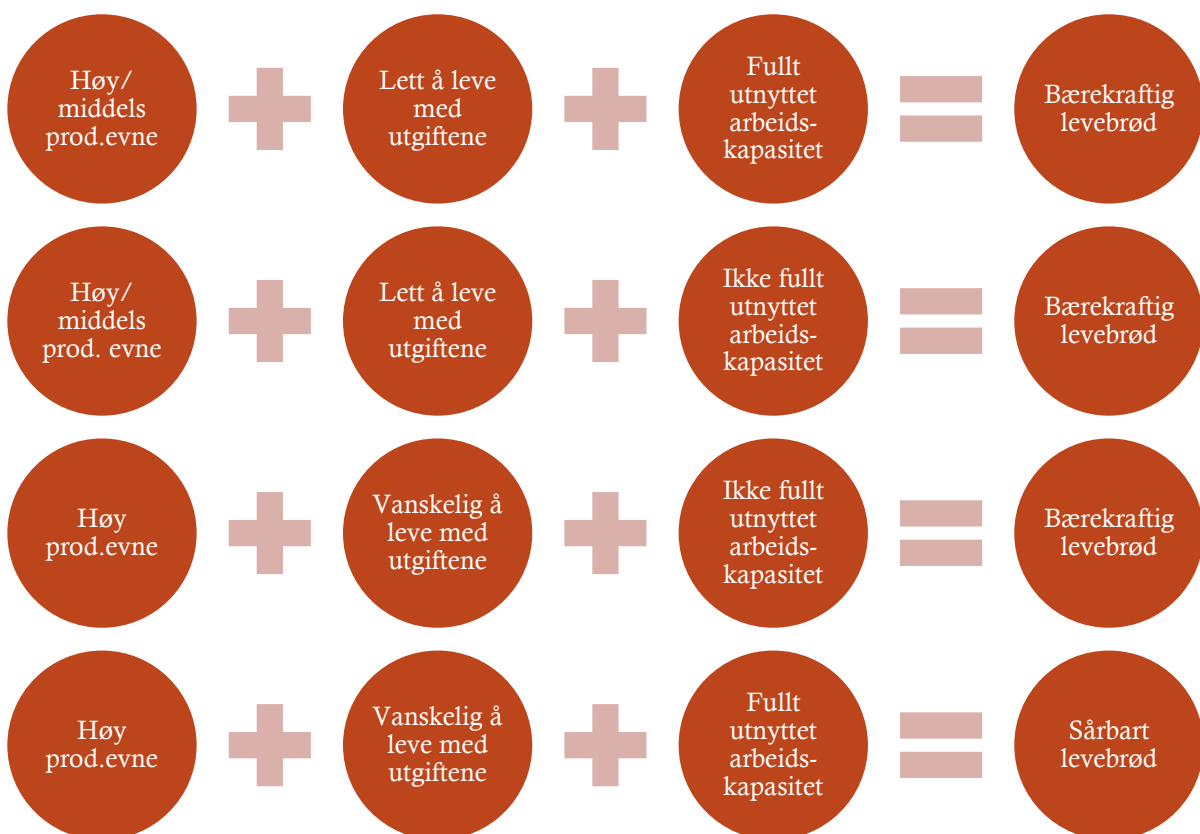 Høy/
middels
prod.evne
Lett å leve
med
utgiftene
Fullt
utnyttet
arbeids-
kapasitet
Bærekraftig
levebrød
Høy/
middels
prod. evne
Lett å leve
med
utgiftene
Ikke fullt
utnyttet
arbeids-
kapasitet
Bærekraftig
levebrød
Høy
prod.evne
Vanskelig å
leve med
utgiftene
Ikke fullt
utnyttet
arbeids-
kapasitet
Bærekraftig
levebrød
Høy
prod.evne
Vanskelig å
leve med
utgiftene
Fullt
utnyttet
arbeids-
kapasitet
Sårbart
levebrød